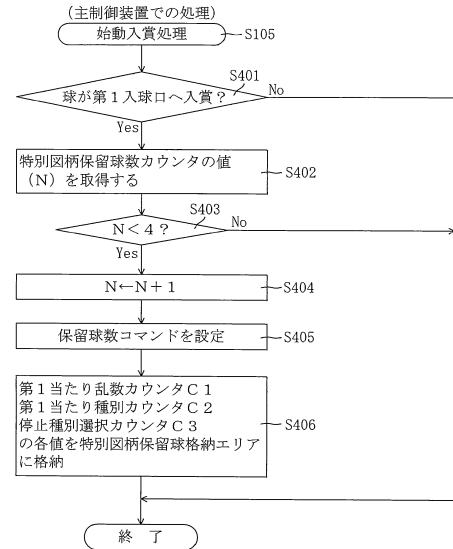 (主制御装置での処理)
始動入賞処理
S105
S401
球が第1入球口へ入賞?
No
Yes
特別図柄保留球数カウンタの値
(N)を取得する
S402
S403
N<4?
No
Yes
N←N+1
S404
保留球数コマンドを設定
S405
第1当たり乱数カウンタC1
第1当たり種別カウンタC2
停止種別選択カウンタC3
の各値を特別図柄保留球格納エリア
に格納
S406
終 了